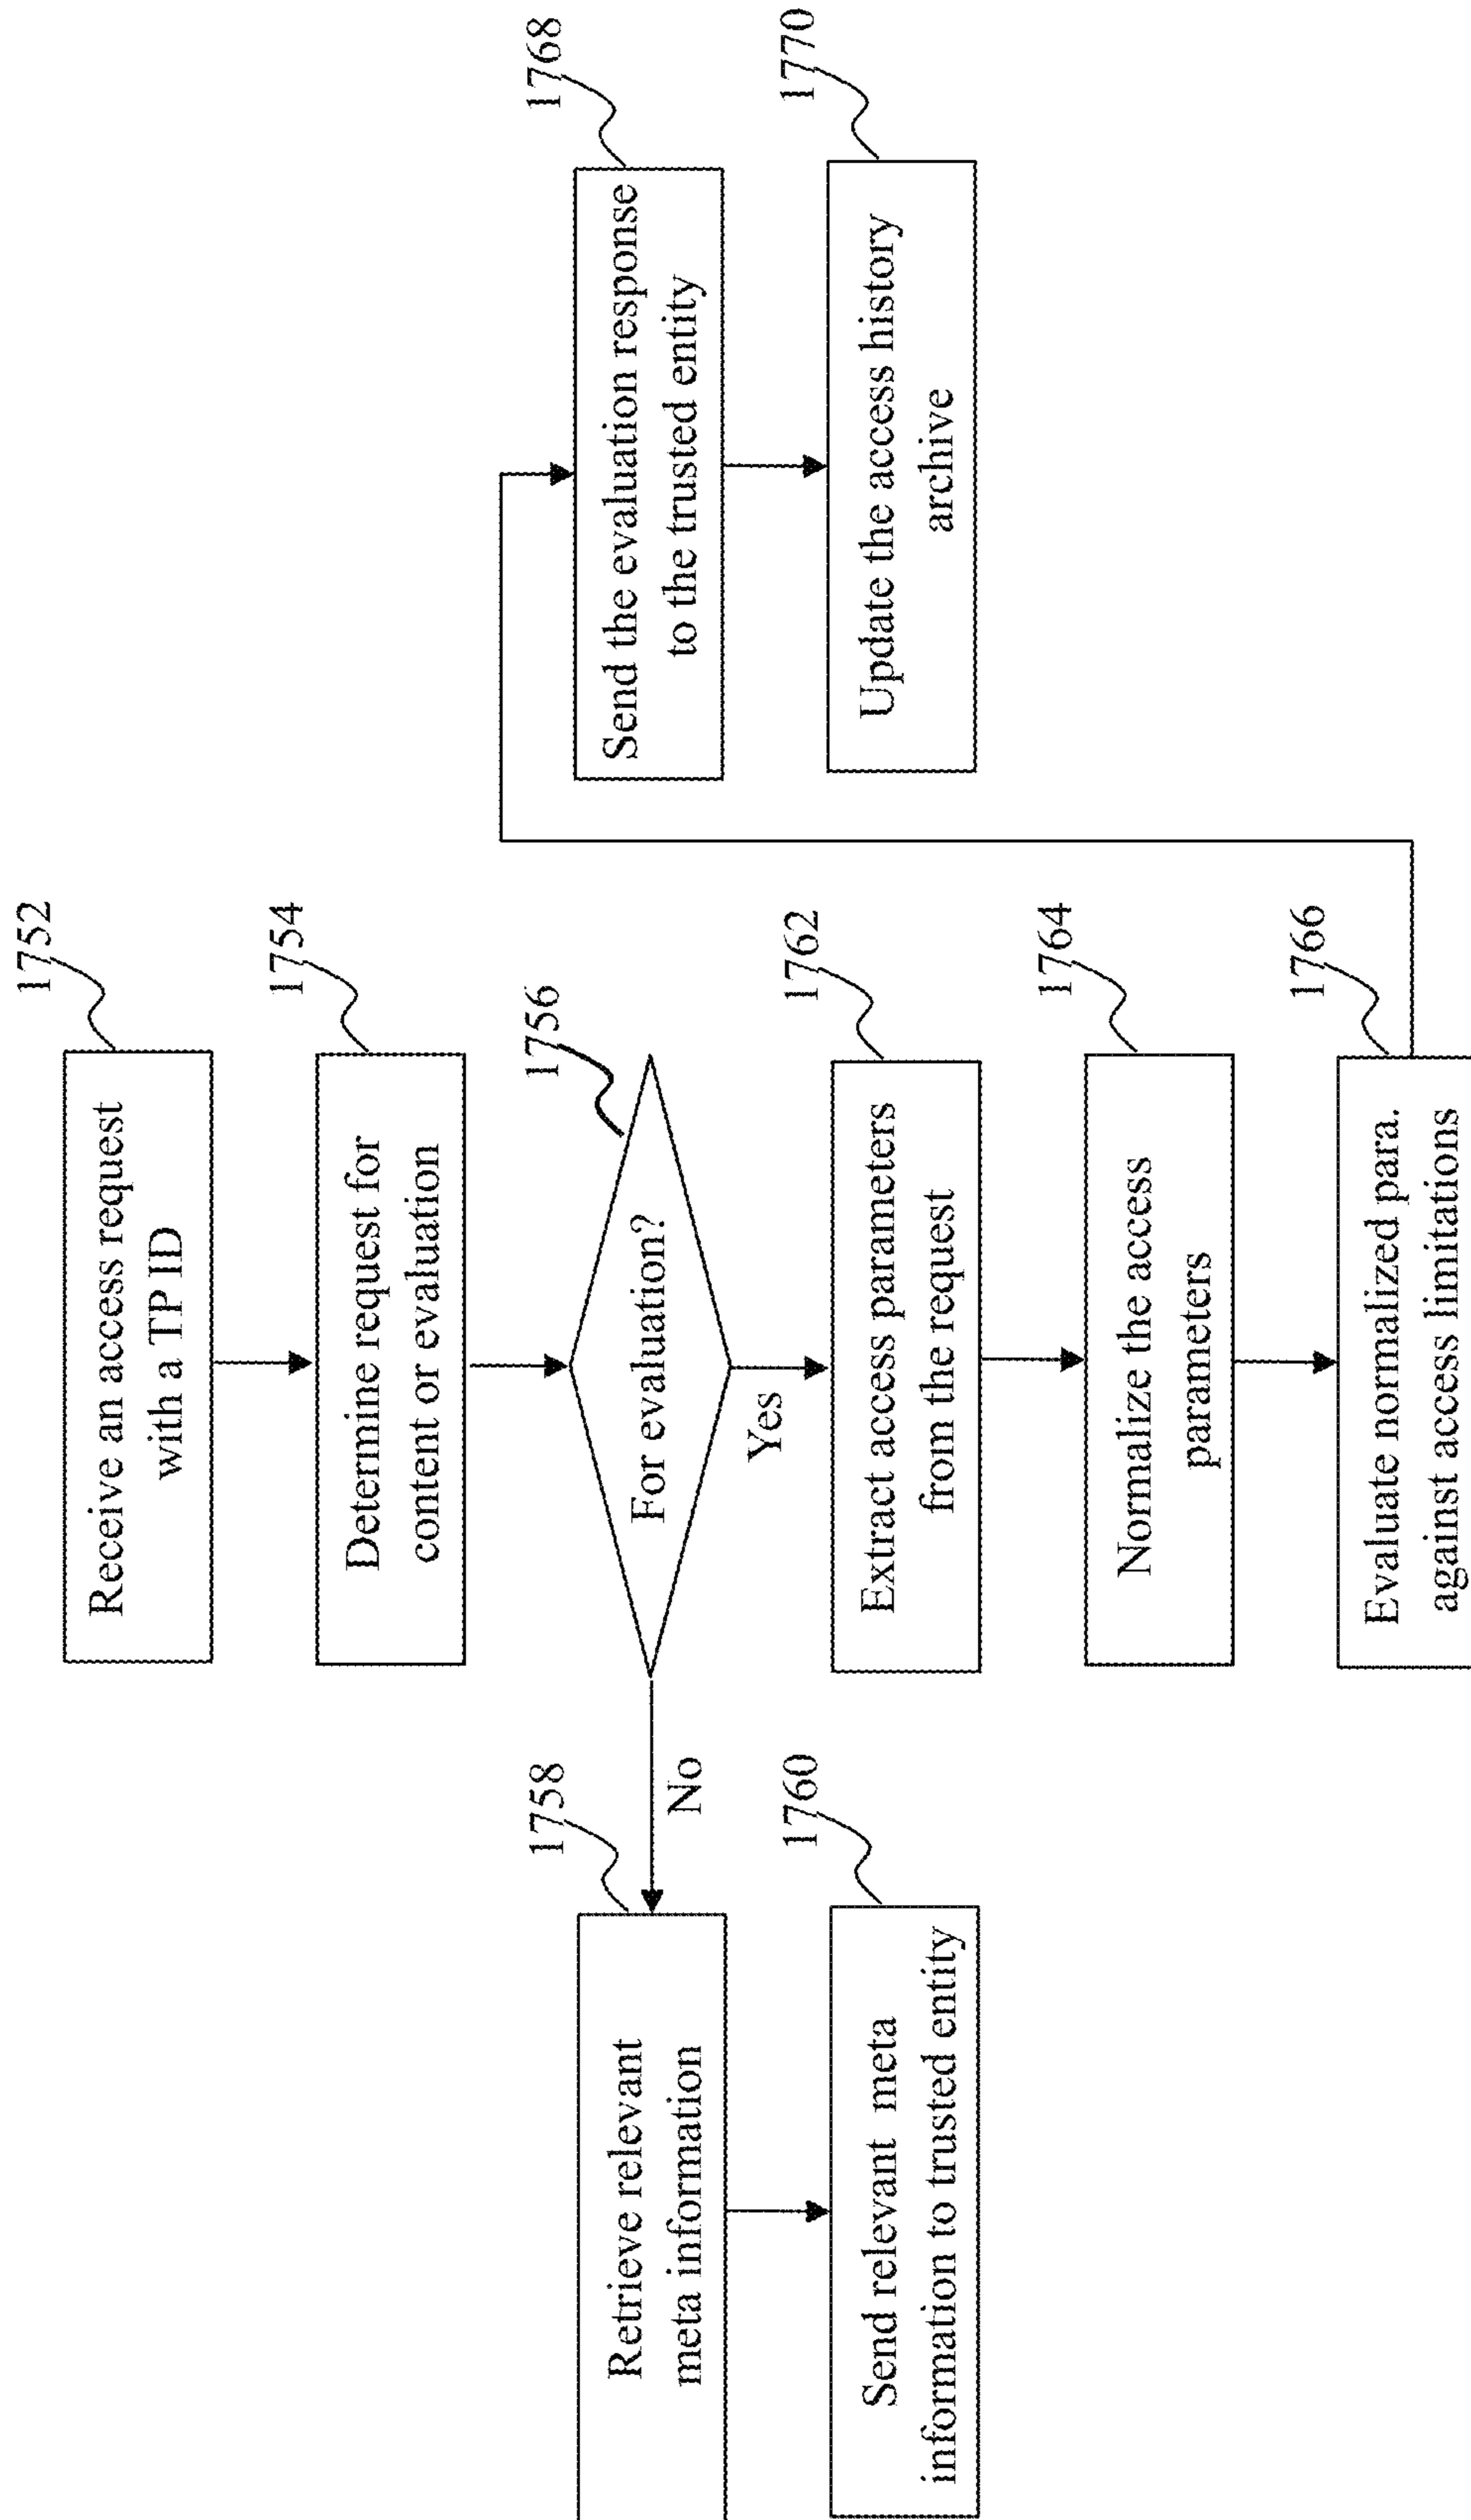 1752
Receive an access request
with a TP ID
1754
Determine request for
content or evaluation
1756
For evaluation?
No
Yes
1758
Retrieve relevant
meta information
1760
Send relevant meta
information to trusted entity
1762
Extract access parameters
from the request
1764
Normalize the access
parameters
1766
Evaluate normalized para.
against access limitations
1768
Send the evaluation response
to the trusted entity
1770
Update the access history
archive